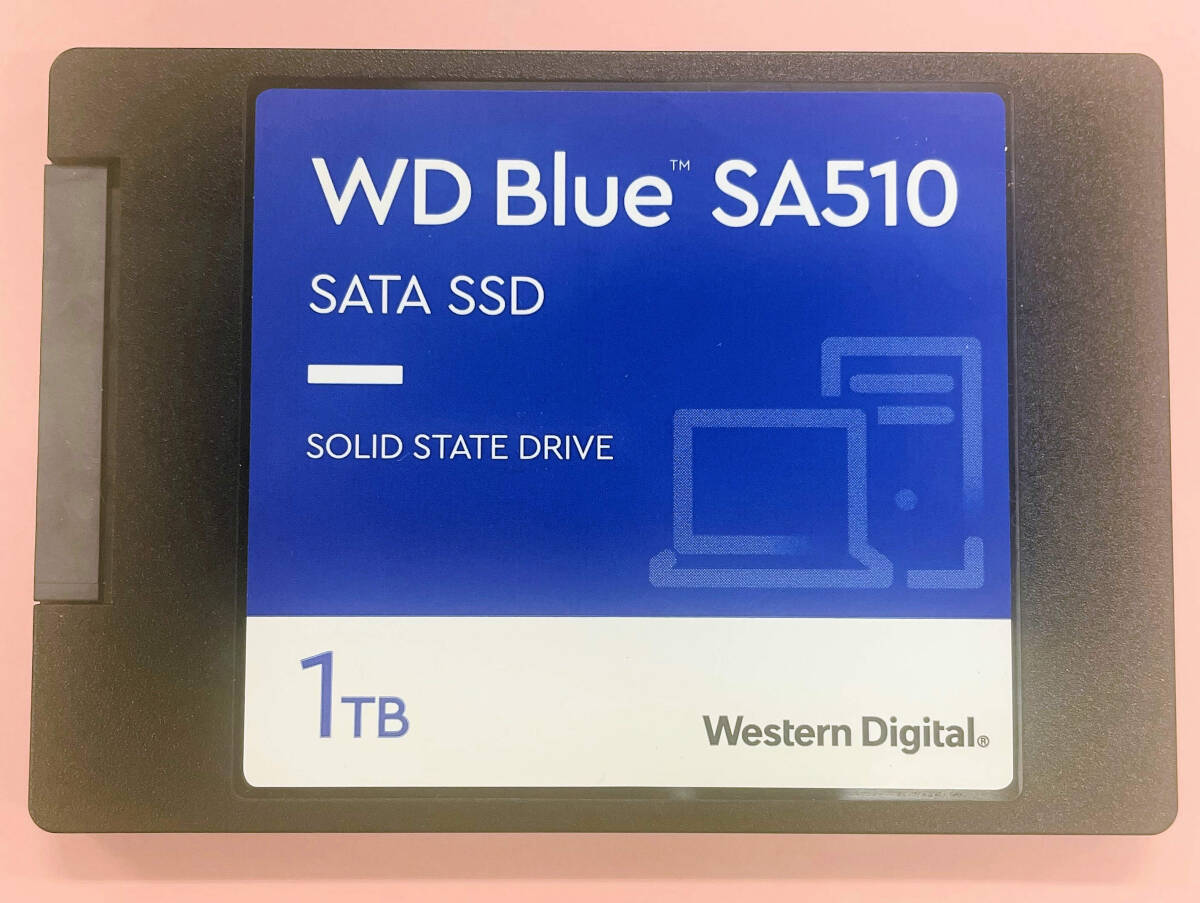 WD Blue™ SA510
SATA SSD
SOLID STATE DRIVE
1TB
Western Digital®